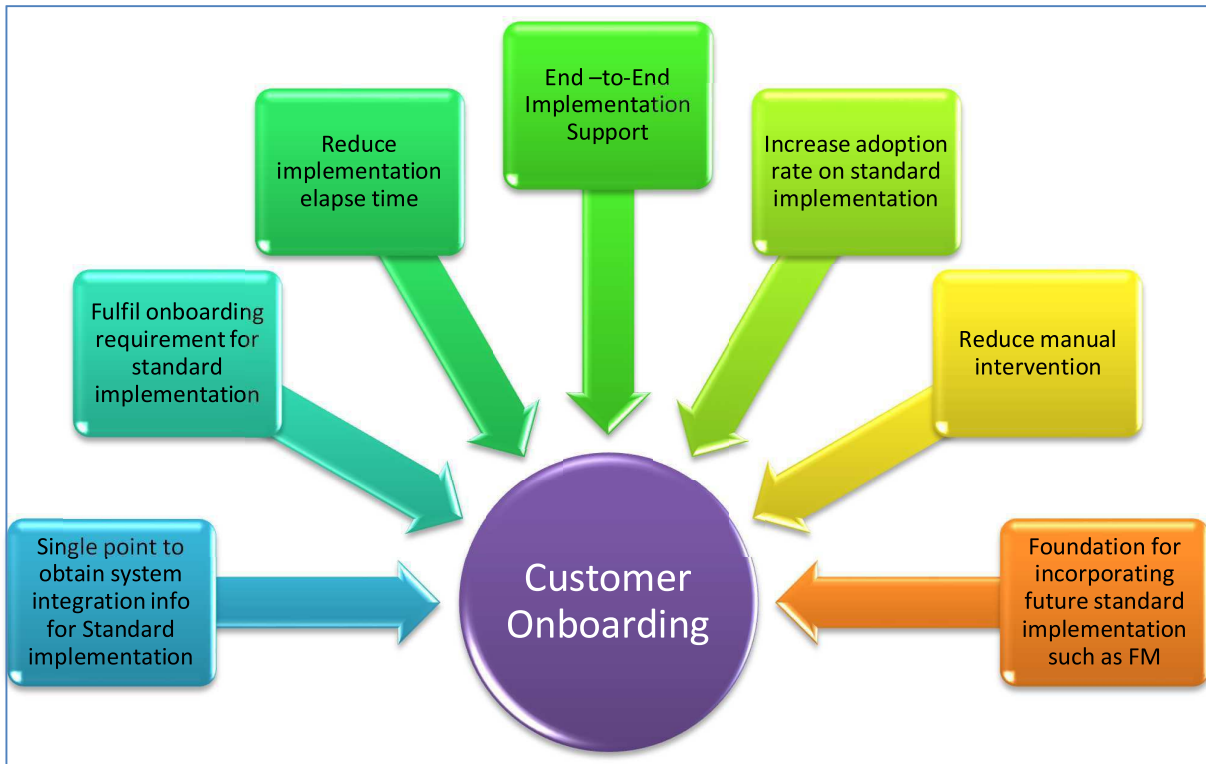 End –to-End
Implementation
Support
Reduce
implementation
elapse time
Increase adoption
rate on standard
implementation
Fulfil onboarding
requirement for
standard
implementation
Reduce manual
intervention
Single point to
obtain system
integration info
for Standard
implementation
Customer
Onboarding
Foundation for
incorporating
future standard
implementation
such as FM